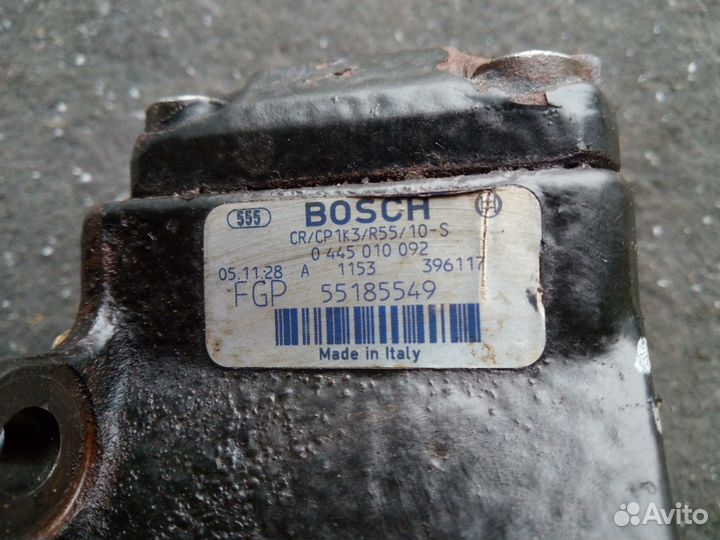 555 BOSCH
CR/CP1K3/R55/10-S
0 445 010 092
05.11.28 A 1153 396117
FGP 55185549
Made in Italy
Avito